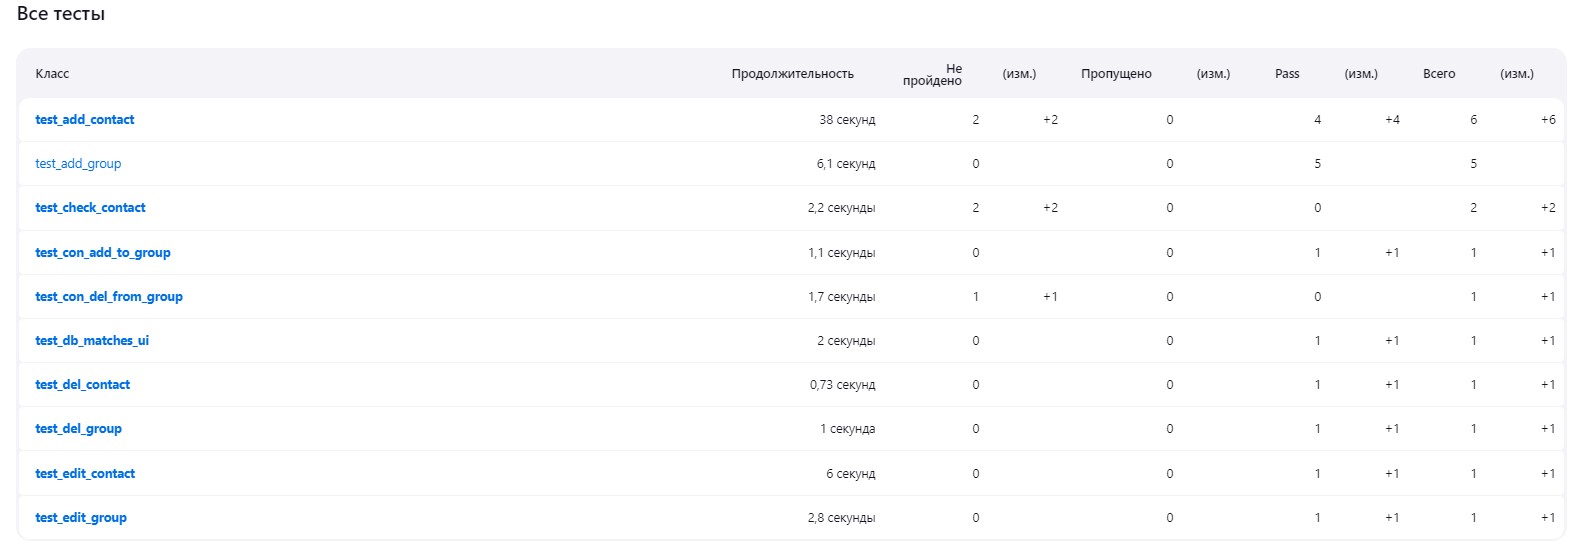 Все тесты
Класс Продолжительность Не пройдено (изм.) Пропущено (изм.) Pass (изм.) Всего (изм.)
test_add_contact 38 секунд 2 +2 0 4 +4 6 +6
test_add_group 6,1 секунд 0 0 5 5
test_check_contact 2,2 секунды 2 +2 0 0 2 +2
test_con_add_to_group 1,1 секунды 0 0 1 +1 1 +1
test_con_del_from_group 1,7 секунды 1 +1 0 0 1 +1
test_db_matches_ui 2 секунды 0 0 1 +1 1 +1
test_del_contact 0,73 секунд 0 0 1 +1 1 +1
test_del_group 1 секунда 0 0 1 +1 1 +1
test_edit_contact 6 секунд 0 0 1 +1 1 +1
test_edit_group 2,8 секунды 0 0 1 +1 1 +1